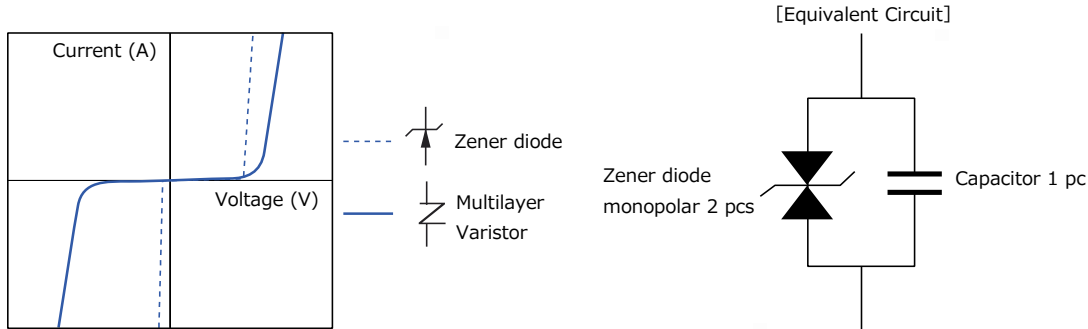 [Equivalent Circuit]
Current (A)
Voltage (V)
Zener diode
Multilayer
Varistor
Zener diode
monopolar 2 pcs
Capacitor 1 pc